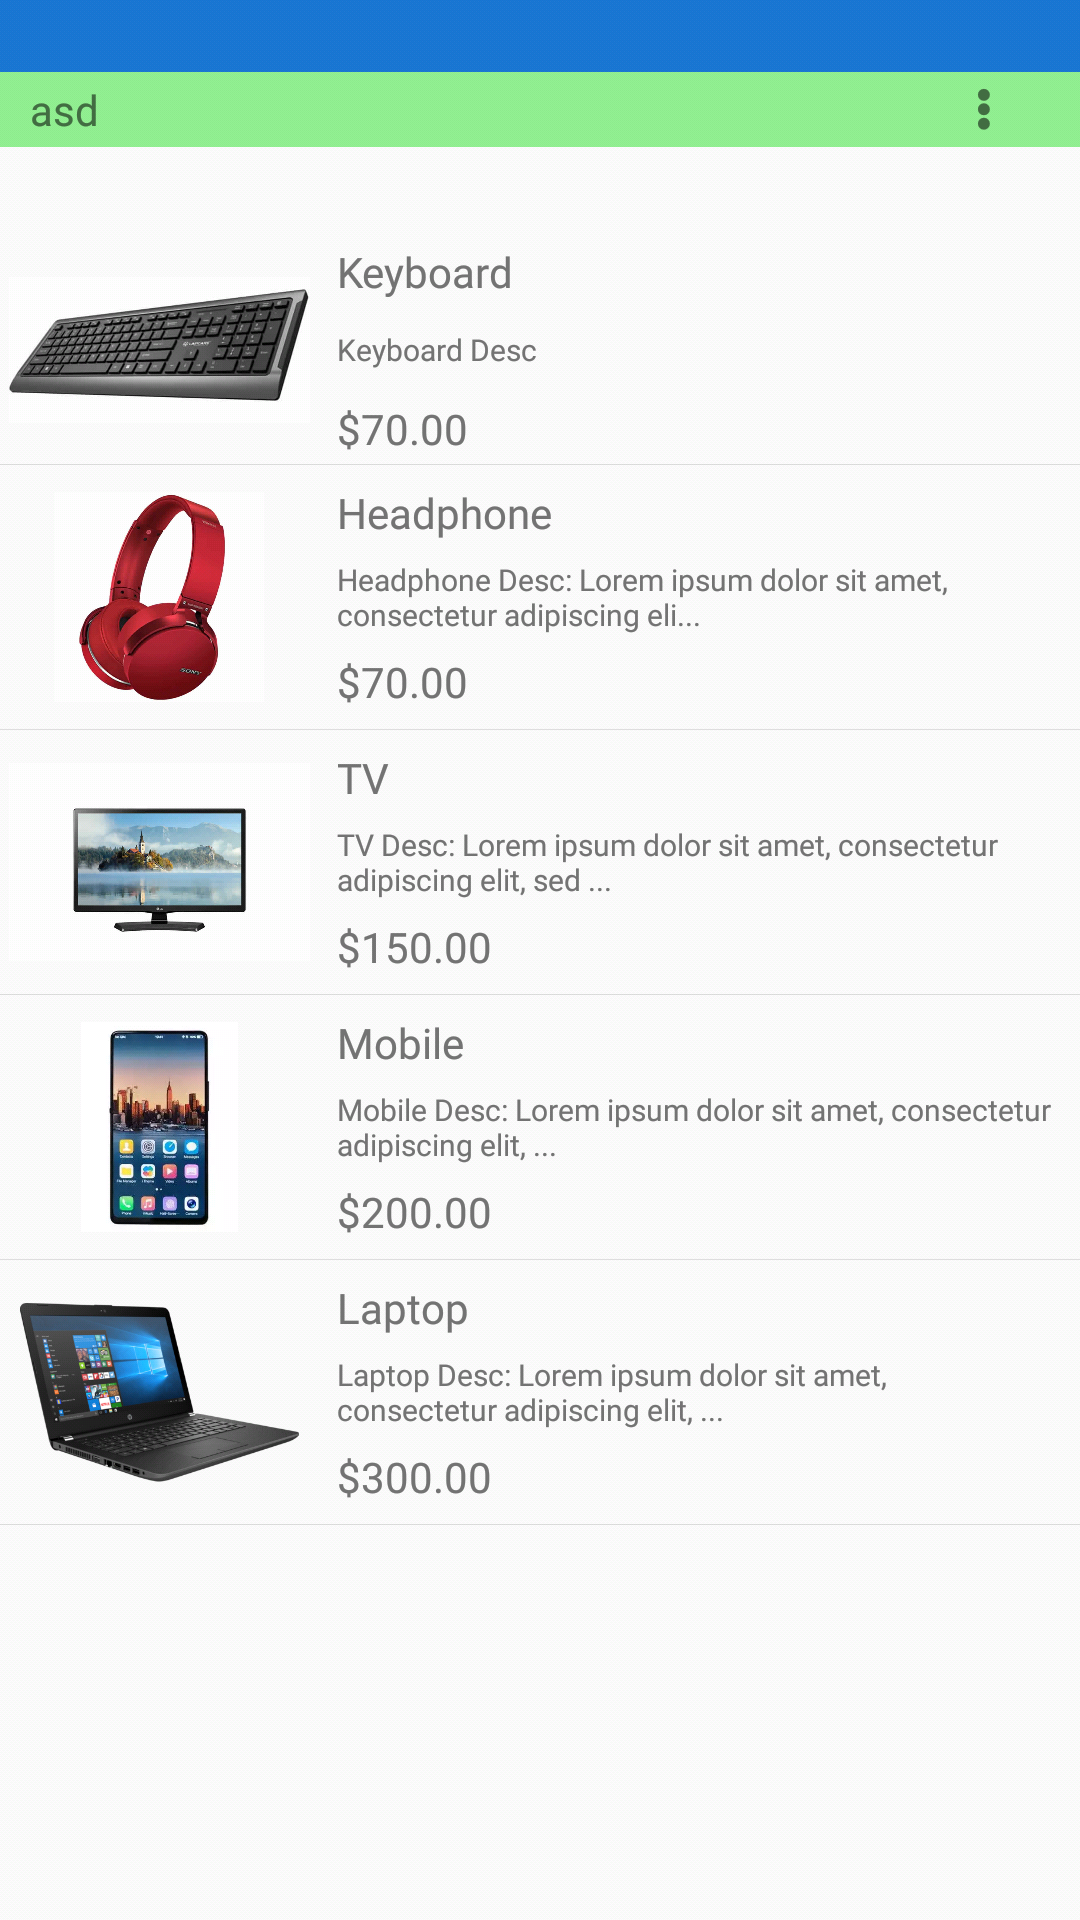 asd
Keyboard
Keyboard Desc
$70.00
Headphone
Headphone Desc: Lorem ipsum dolor sit amet,
consectetur adipiscing eli...
$70.00
SONY
TV
TV Desc: Lorem ipsum dolor sit amet, consectetur
adipiscing elit, sed ...
$150.00
Mobile
Mobile Desc: Lorem ipsum dolor sit amet, consectetur
adipiscing elit, ...
$200.00
Laptop
Laptop Desc: Lorem ipsum dolor sit amet,
consectetur adipiscing elit, ...
$300.00